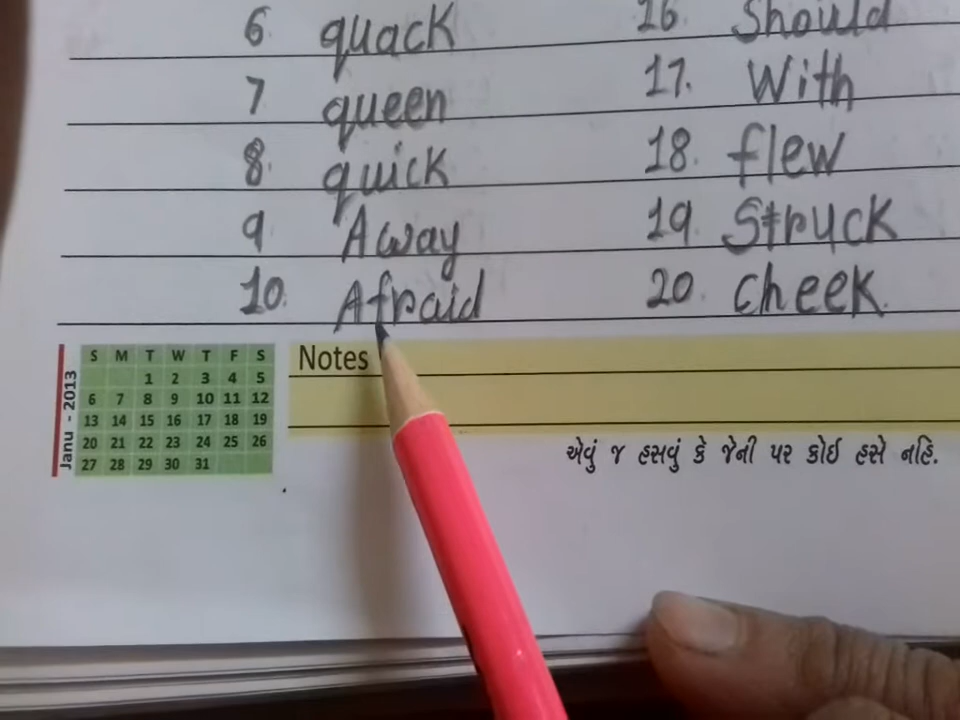 6. quack 16. Should
7 queen 17. With
8. quick 18. flew
9 Away 19. Struck
10. Afraid 20. cheek.
Janu - 2013
S M T W T F S
1 2 3 4 5
6 7 8 9 10 11 12
13 14 15 16 17 18 19
20 21 22 23 24 25 26
27 28 29 30 31
Notes
એવું જ હસવું કે જેની પર કોઈ હસે નહિ.